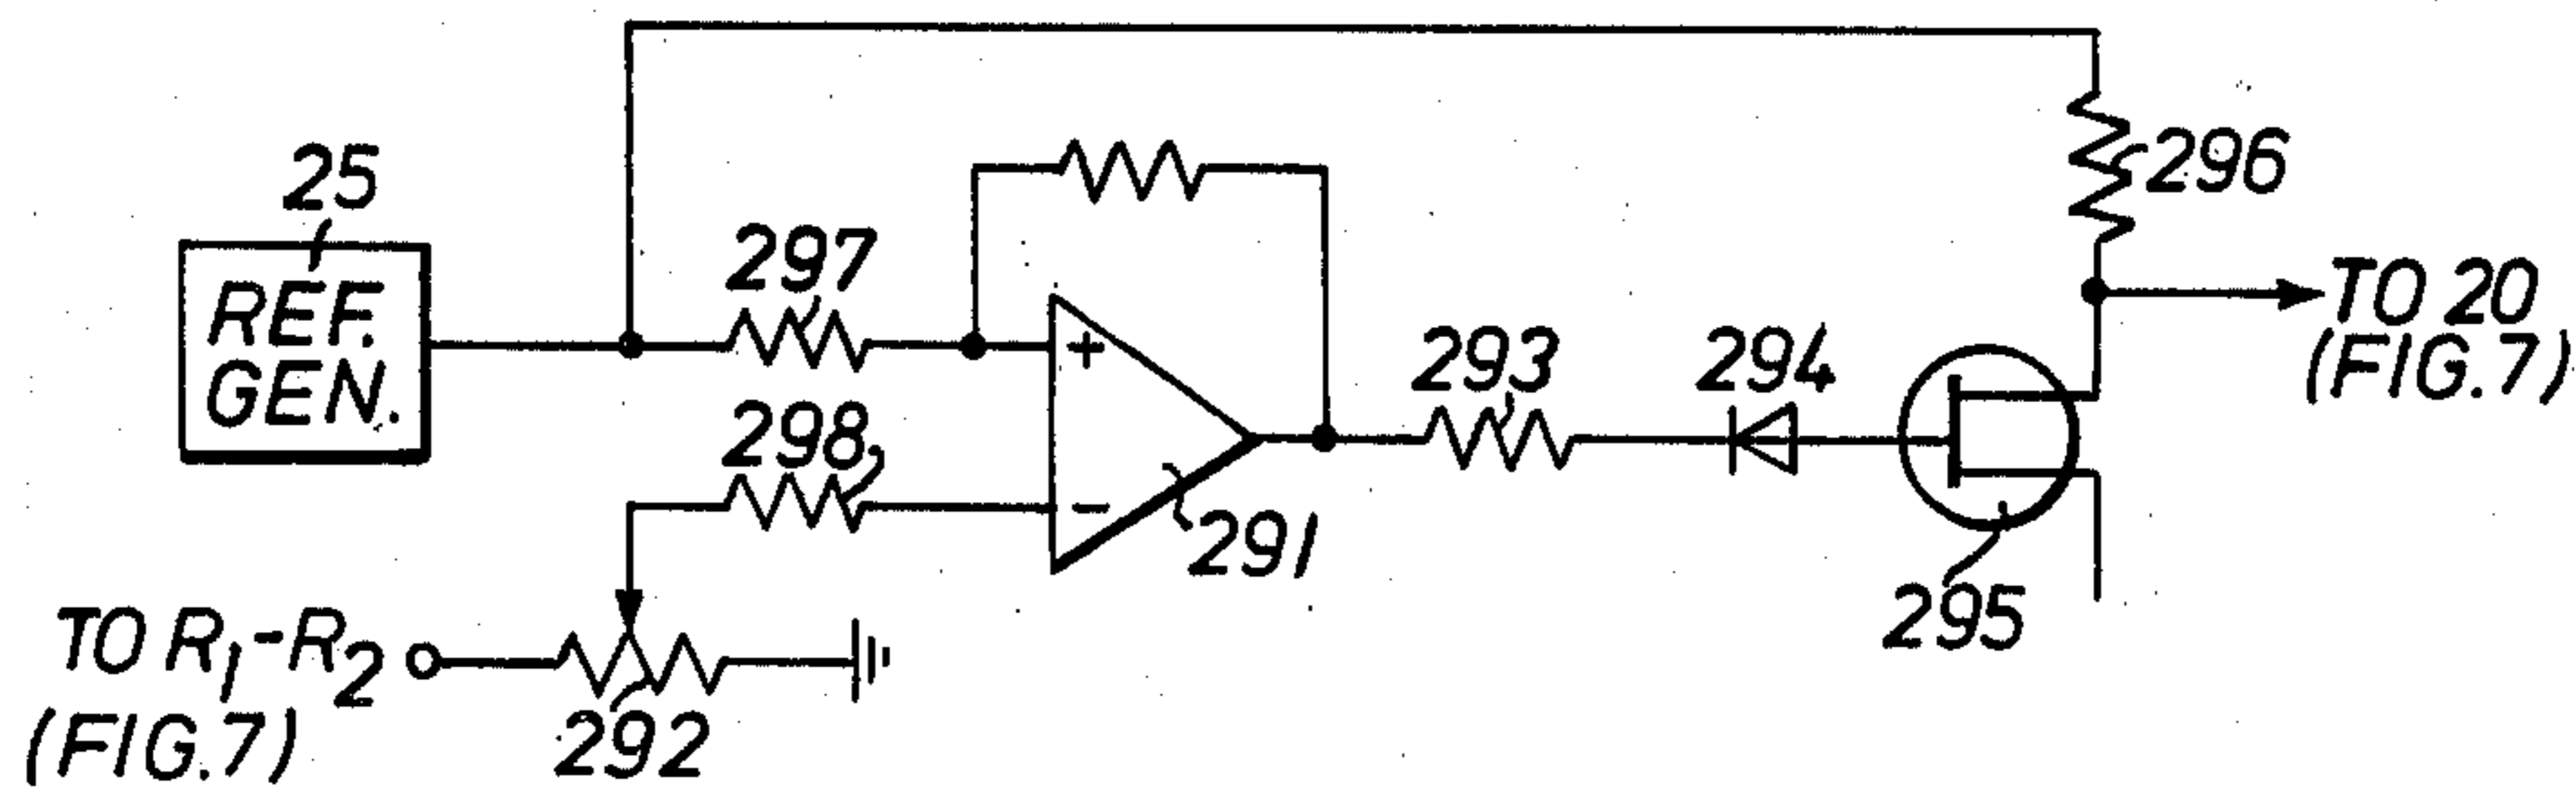 25
REF.
GEN.
297
298
291
293
294
295
296
TO 20
(FIG.7)
TO R1-R2
(FIG.7)
292
+
−